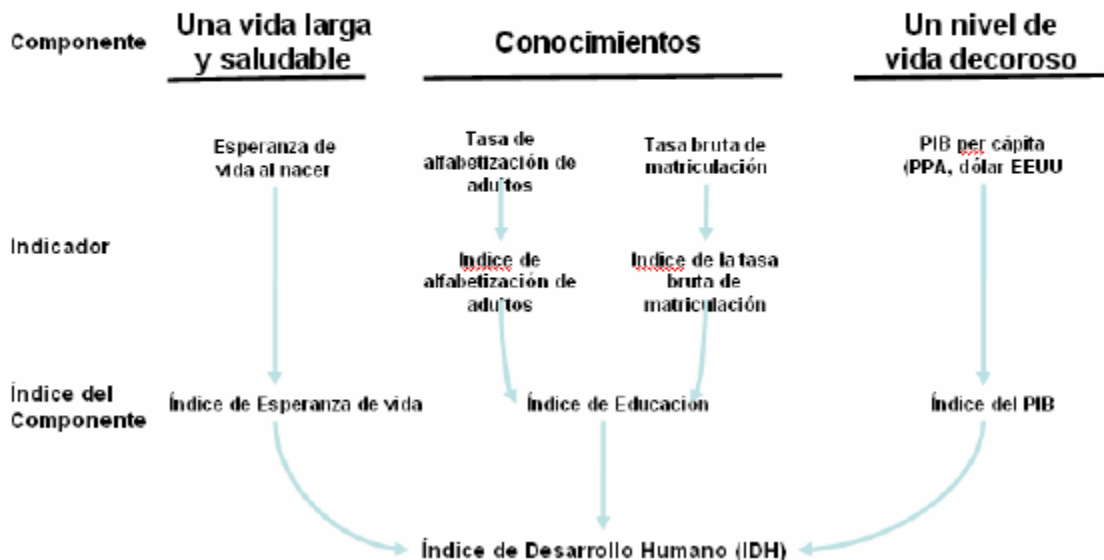 Componente
Una vida larga
y saludable
Conocimientos
Un nivel de
vida decoroso
Esperanza de
vida al nacer
Tasa de
alfabetización de
adultos
Tasa bruta de
matriculación
PIB per cápita
(PPA, dólar EEUU
Indicador
Indice de
alfabetización de
adultos
Indice de la tasa
bruta de
matriculación
Índice del
Componente
Índice de Esperanza de vida
Índice de Educación
Índice del PIB
Índice de Desarrollo Humano (IDH)